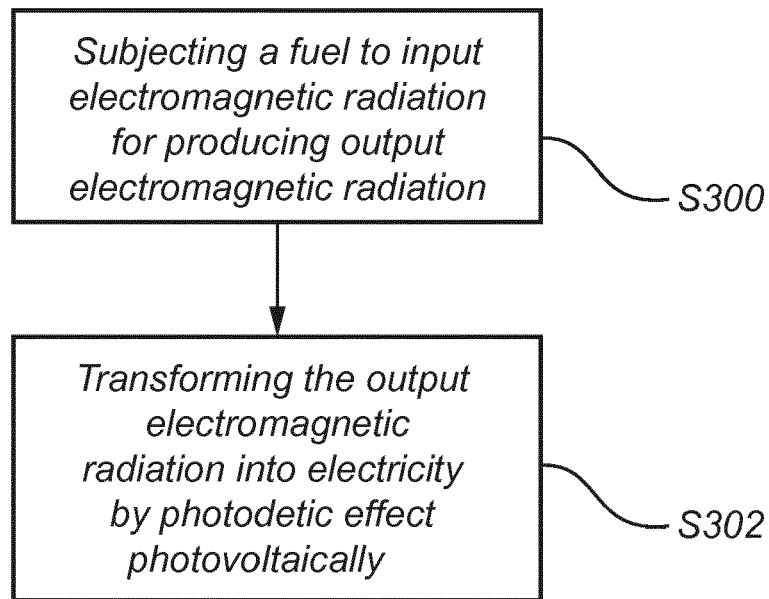 Subjecting a fuel to input
electromagnetic radiation
for producing output
electromagnetic radiation
S300
Transforming the output
electromagnetic
radiation into electricity
by photodetic effect
photovoltaically
S302